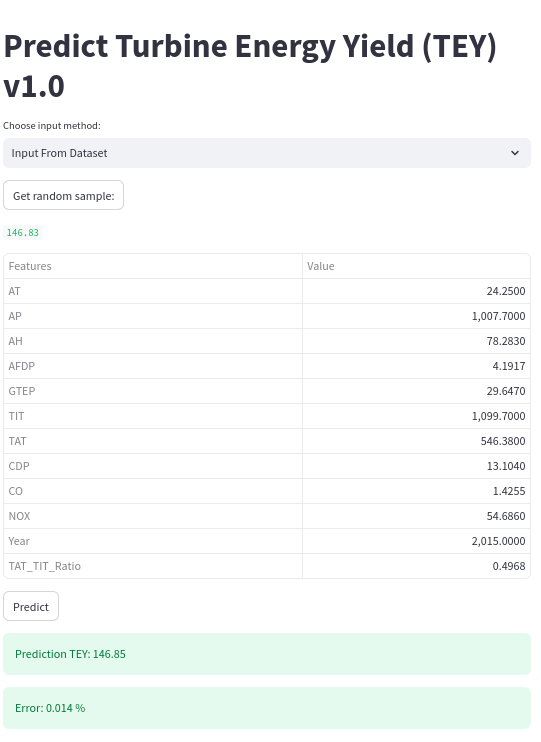 Predict Turbine Energy Yield (TEY)
v1.0
Choose input method:
Input From Dataset
Get random sample:
146.83
Features Value
AT 24.2500
AP 1,007.7000
AH 78.2830
AFDP 4.1917
GTEP 29.6470
TIT 1,099.7000
TAT 546.3800
CDP 13.1040
CO 1.4255
NOX 54.6860
Year 2,015.0000
TAT_TIT_Ratio 0.4968
Predict
Prediction TEY: 146.85
Error: 0.014 %